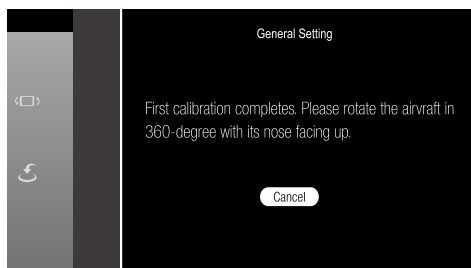 General Setting
First calibration completes. Please rotate the airvraft in
360-degree with its nose facing up.
Cancel